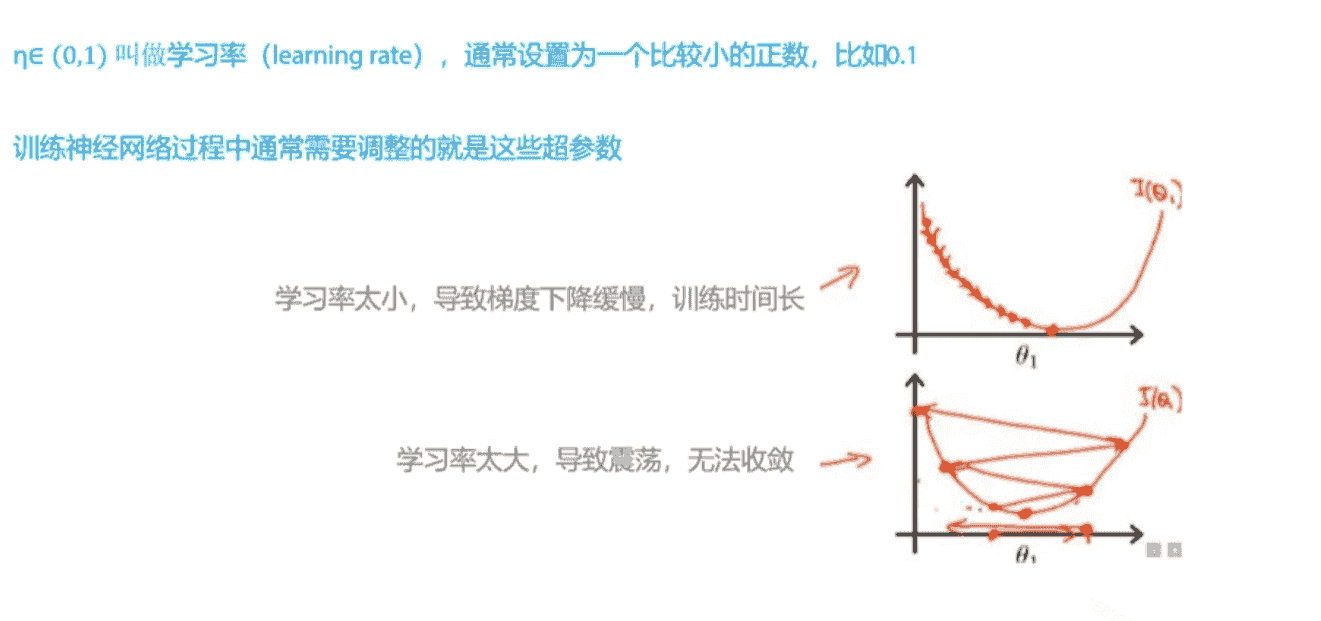 η∈ (0,1) 叫做学习率（learning rate），通常设置为一个比较小的正数，比如0.1
训练神经网络过程中通常需要调整的就是这些超参数
J(θ₁)
学习率太小，导致梯度下降缓慢，训练时间长
θ₁
学习率太大，导致震荡，无法收敛
θ₁